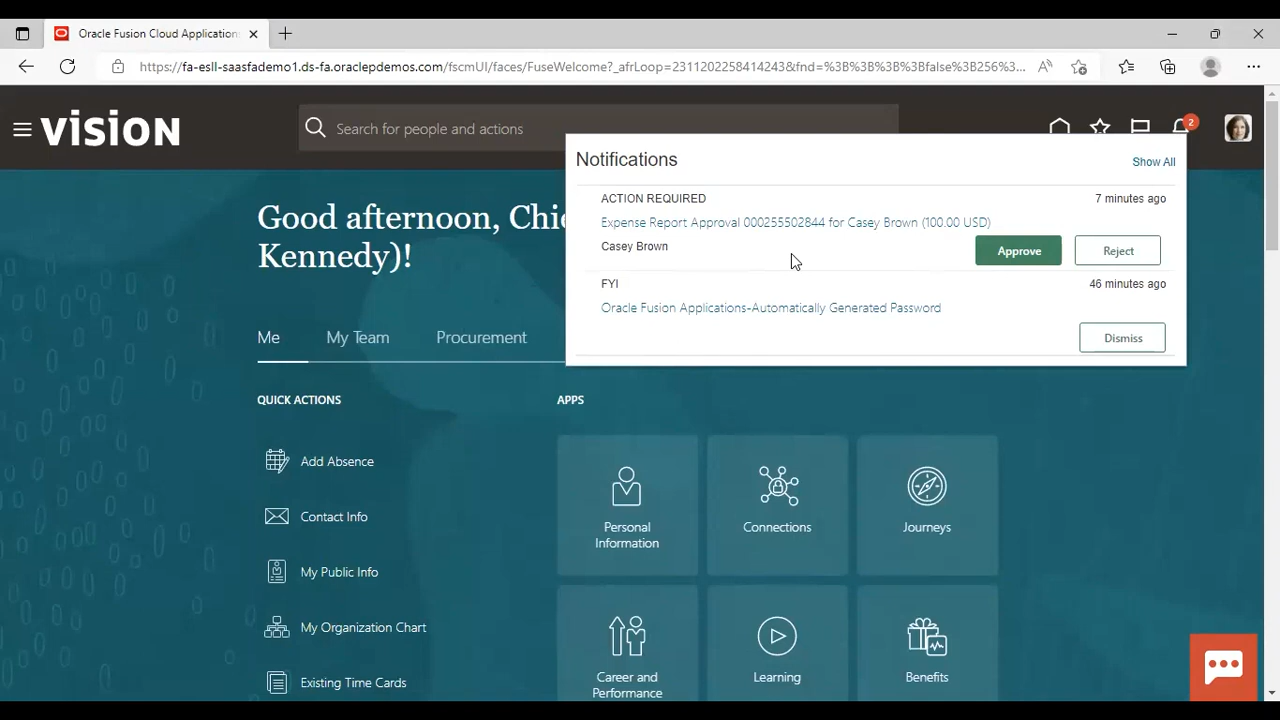 Oracle Fusion Cloud Applications
https://fa-esll-saasfademo1.ds-fa.oraclepdemos.com/fscmUI/faces/FuseWelcome?_afrLoop=2311202258414243&fnd=%3B%3B%3B%3Bfalse%3B256%3B...
vision
Search for people and actions
2
Notifications
Show All
ACTION REQUIRED
7 minutes ago
Expense Report Approval 000255502844 for Casey Brown (100.00 USD)
Casey Brown
Approve
Reject
FYI
46 minutes ago
Oracle Fusion Applications-Automatically Generated Password
Dismiss
Good afternoon, Chie
Kennedy)!
Me
My Team
Procurement
QUICK ACTIONS
Add Absence
Contact Info
My Public Info
My Organization Chart
Existing Time Cards
APPS
Personal
Information
Connections
Journeys
Career and
Performance
Learning
Benefits